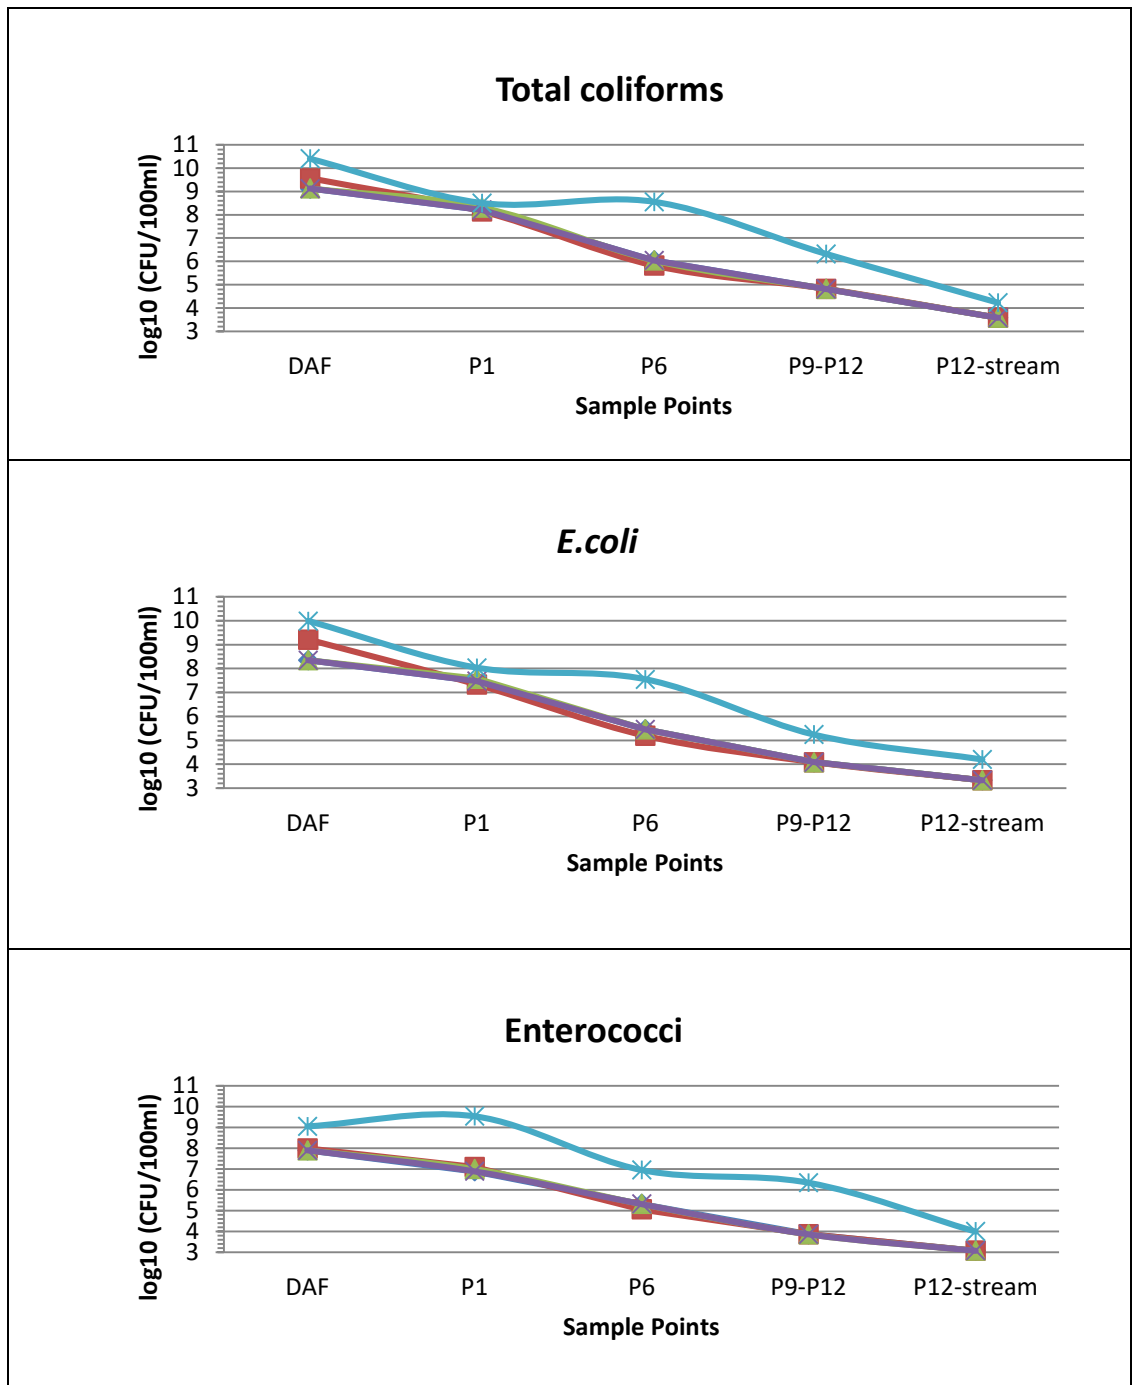 Total coliforms
log10 (CFU/100ml)
11
10
9
8
7
6
5
4
3
DAF P1 P6 P9-P12 P12-stream
Sample Points
E.coli
log10 (CFU/100ml)
11
10
9
8
7
6
5
4
3
DAF P1 P6 P9-P12 P12-stream
Sample Points
Enterococci
log10 (CFU/100ml)
11
10
9
8
7
6
5
4
3
DAF P1 P6 P9-P12 P12-stream
Sample Points